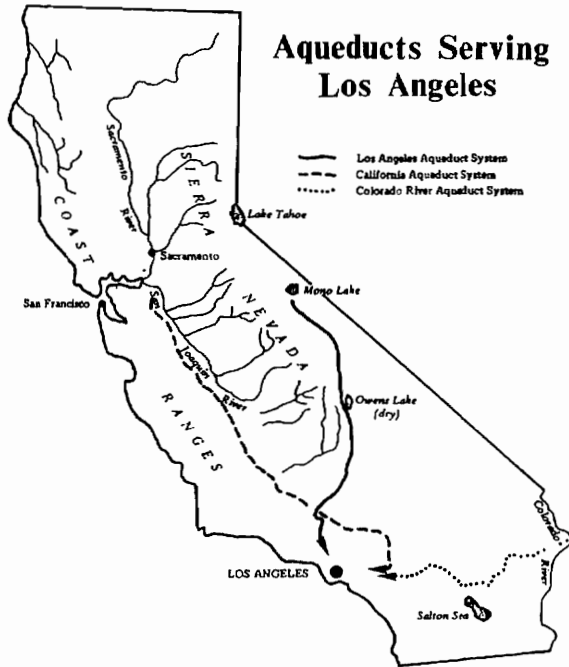 Aqueducts Serving
Los Angeles
Los Angeles Aqueduct System
California Aqueduct System
Colorado River Aqueduct System
Sacramento
River
SIERRA
COAST
Lake Tahoe
Sacramento
San Francisco
Mono Lake
NEVADA
San
Joaquin
River
Owens Lake
(dry)
RANGES
Colorado
River
LOS ANGELES
Salton Sea